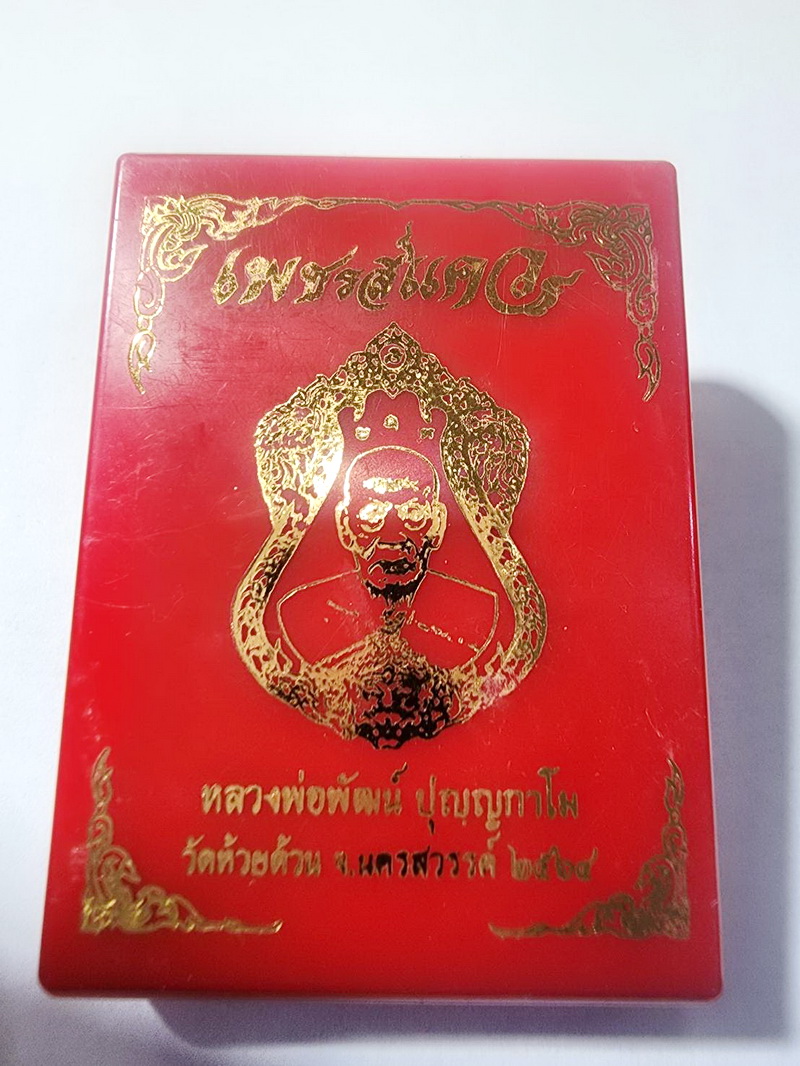 เพชรส่แคว
หลวงพ่อพัฒน์ ปุญฺญกาโม
วัดห้วยด้วน จ.นครสวรรค์ ๒๕๖๔